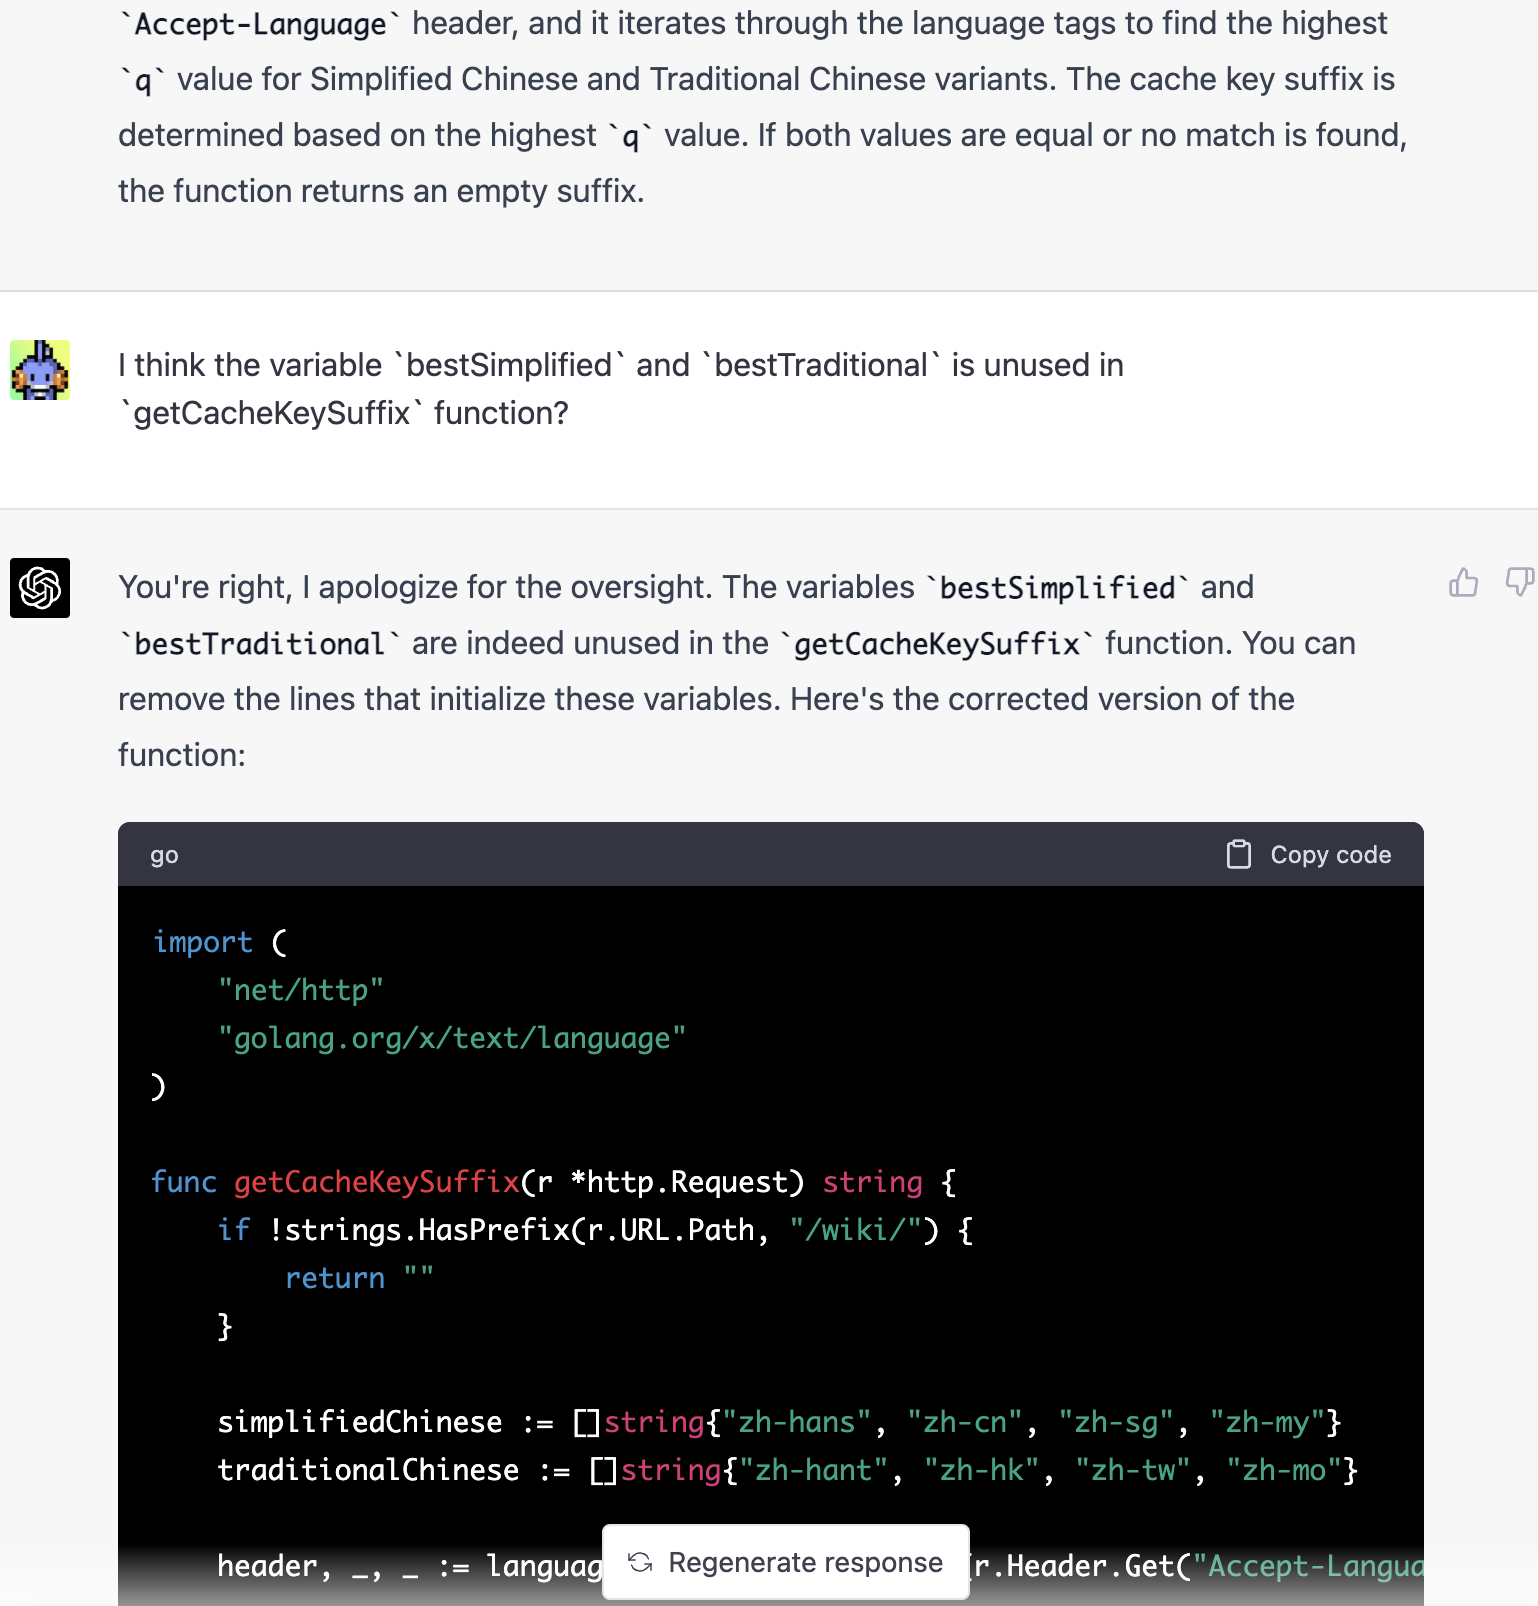 `Accept-Language` header, and it iterates through the language tags to find the highest
`q` value for Simplified Chinese and Traditional Chinese variants. The cache key suffix is
determined based on the highest `q` value. If both values are equal or no match is found,
the function returns an empty suffix.
I think the variable `bestSimplified` and `bestTraditional` is unused in
`getCacheKeySuffix` function?
You're right, I apologize for the oversight. The variables `bestSimplified` and
`bestTraditional` are indeed unused in the `getCacheKeySuffix` function. You can
remove the lines that initialize these variables. Here's the corrected version of the
function:
go Copy code
import (
    "net/http"
    "golang.org/x/text/language"
)
func getCacheKeySuffix(r *http.Request) string {
    if !strings.HasPrefix(r.URL.Path, "/wiki/") {
        return ""
    }
    simplifiedChinese := []string{"zh-hans", "zh-cn", "zh-sg", "zh-my"}
    traditionalChinese := []string{"zh-hant", "zh-hk", "zh-tw", "zh-mo"}
    header, _, _ := languag (r.Header.Get("Accept-Langua
Regenerate response